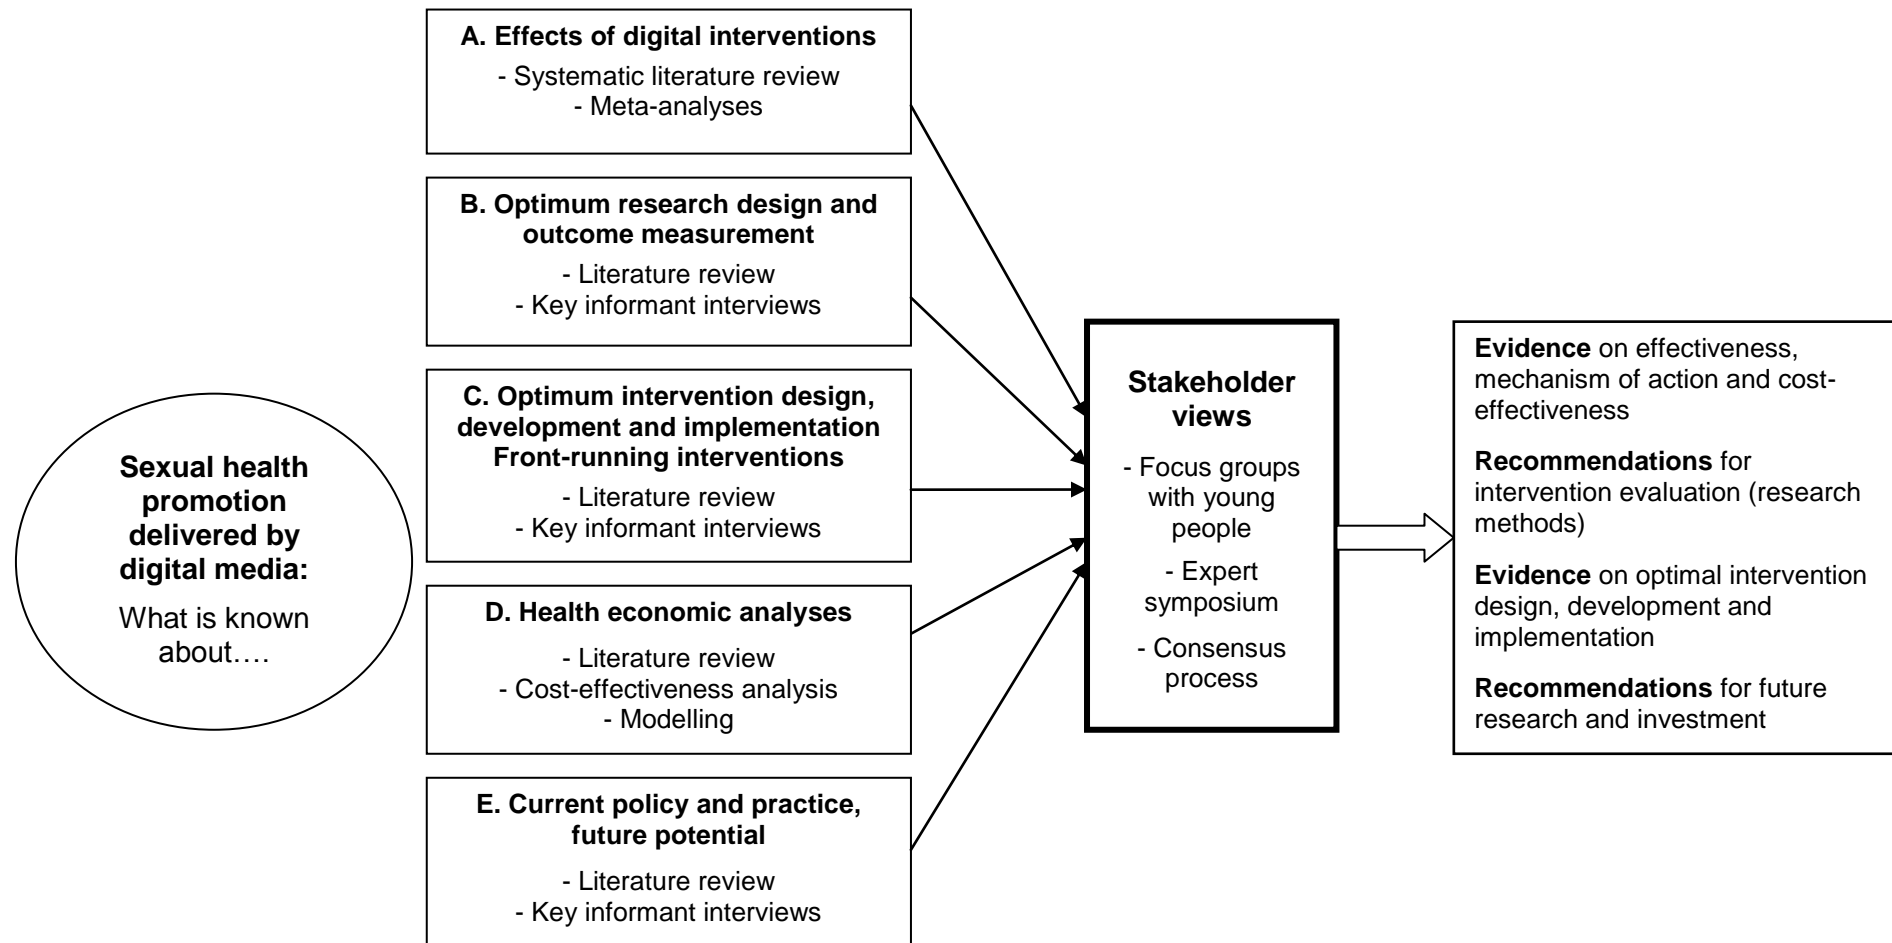 Sexual health
promotion
delivered by
digital media:
What is known
about….
A. Effects of digital interventions
- Systematic literature review
- Meta-analyses
B. Optimum research design and
outcome measurement
- Literature review
- Key informant interviews
C. Optimum intervention design,
development and implementation
Front-running interventions
- Literature review
- Key informant interviews
D. Health economic analyses
- Literature review
- Cost-effectiveness analysis
- Modelling
E. Current policy and practice,
future potential
- Literature review
- Key informant interviews
Stakeholder
views
- Focus groups
with young
people
- Expert
symposium
- Consensus
process
Evidence on effectiveness,
mechanism of action and cost-
effectiveness
Recommendations for
intervention evaluation (research
methods)
Evidence on optimal intervention
design, development and
implementation
Recommendations for future
research and investment